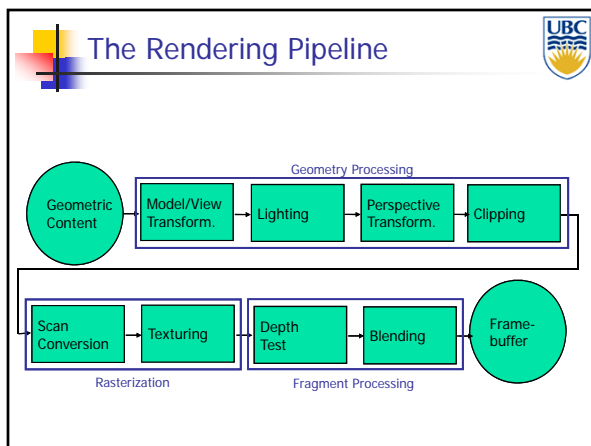 The Rendering Pipeline
UBC
Geometry Processing
Geometric
Content
Model/View
Transform.
Lighting
Perspective
Transform.
Clipping
Scan
Conversion
Texturing
Depth
Test
Blending
Frame-
buffer
Rasterization
Fragment Processing